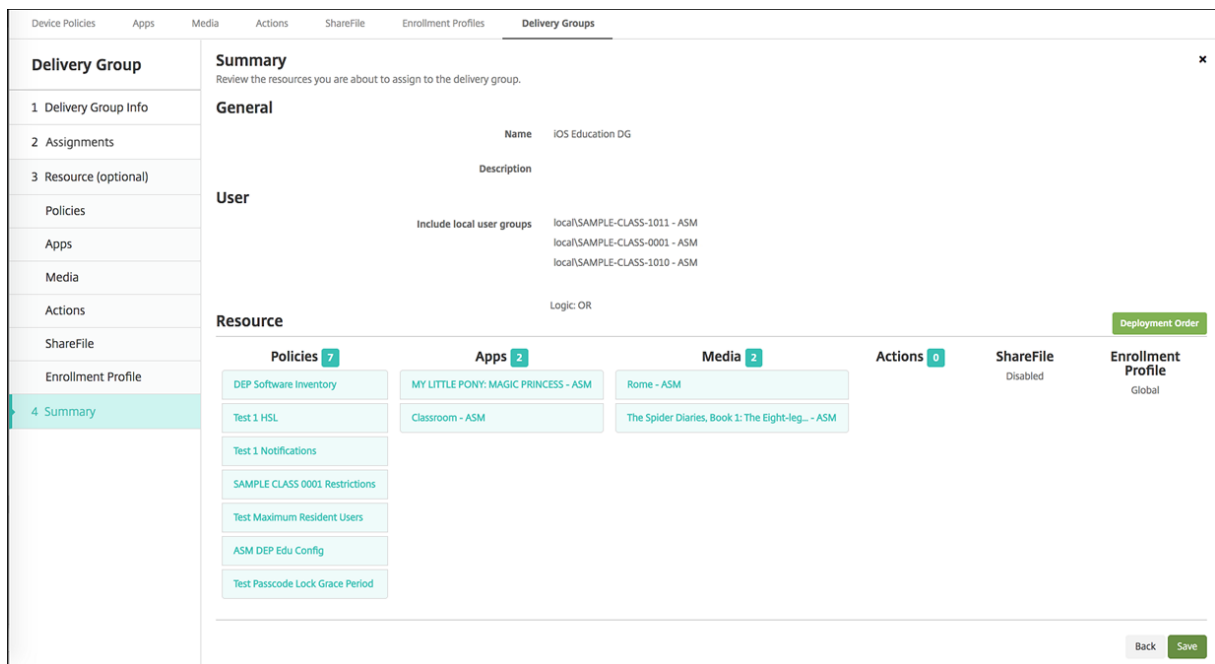 Device Policies Apps Media Actions ShareFile Enrollment Profiles Delivery Groups
Delivery Group
1 Delivery Group Info
2 Assignments
3 Resource (optional)
Policies
Apps
Media
Actions
ShareFile
Enrollment Profile
4 Summary
Summary
Review the resources you are about to assign to the delivery group.
General
Name iOS Education DG
Description
User
Include local user groups local\SAMPLE-CLASS-1011 - ASM
local\SAMPLE-CLASS-0001 - ASM
local\SAMPLE-CLASS-1010 - ASM
Logic: OR
Resource
Deployment Order
Policies 7
DEP Software Inventory
Test 1 HSL
Test 1 Notifications
SAMPLE CLASS 0001 Restrictions
Test Maximum Resident Users
ASM DEP Edu Config
Test Passcode Lock Grace Period
Apps 2
MY LITTLE PONY: MAGIC PRINCESS - ASM
Classroom - ASM
Media 2
Rome - ASM
The Spider Diaries, Book 1: The Eight-leg... - ASM
Actions 0
ShareFile
Disabled
Enrollment
Profile
Global
Back Save